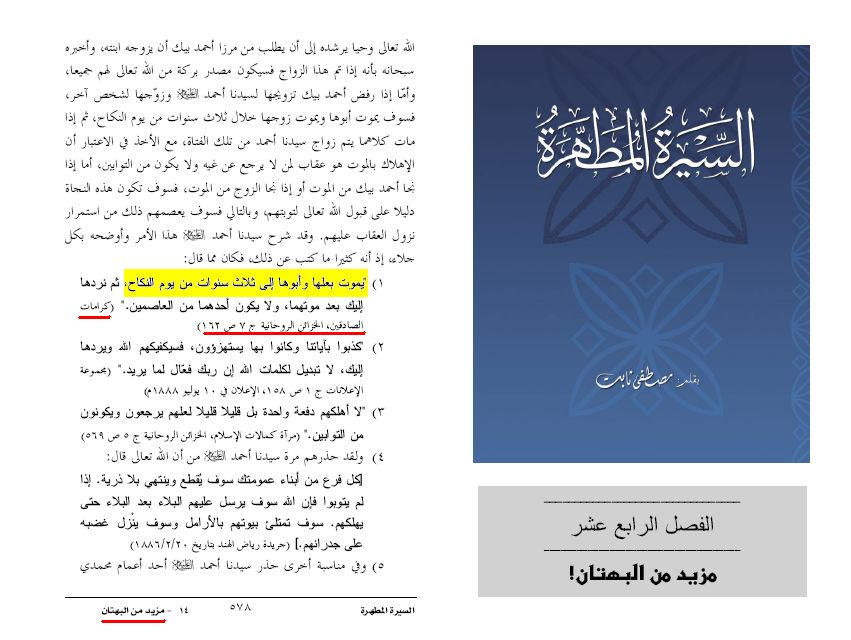 الله تعالى وحيا يرشده إلى أن يطلب من مرزا أحمد بيك أن يزوجه ابنته، وأخبره
سبحانه بأنه إذا تم هذا الزواج فسيكون مصدر بركة من الله تعالى لهم جميعا،
وأمّا إذا رفض أحمد بيك تزويجها لسيدنا أحمد وزوّجها لشخص آخر،
فسوف يموت أبوها ويموت زوجها خلال ثلاث سنوات من يوم النكاح، ثم إذا
مات كلاهما يتم زواج سيدنا أحمد من تلك الفتاة، مع الأخذ في الاعتبار أن
الإهلاك بالموت هو عقاب لمن لا يرجع عن غيه ولا يكون من التوابين، أما إذا
نجا أحمد بيك من الموت أو إذا نجا الزوج من الموت، فسوف تكون هذه النجاة
دليلا على قبول الله تعالى لتوبتهم، وبالتالي فسوف يعصمهم ذلك من استمرار
نزول العقاب عليهم. وقد شرح سيدنا أحمد ﷺ هذا الأمر وأوضحه بكل
جلاء، إذ أنه كثيرا ما كتب عن ذلك، فكان مما قال:
١) "يموت بعلها وأبوها إلى ثلاث سنوات من يوم النكاح، ثم نردها
إليك بعد موتهما، ولا يكون أحدهما من العاصمين." (كرامات
الصادقين، الخزائن الروحانية ج ٧ ص ١٦٢)
٢) "كذبوا بآياتنا وكانوا بها يستهزؤون، فسيكفيكهم الله ويردها
إليك، لا تبديل لكلمات الله إن ربك فعّال لما يريد." (مجموعة
الإعلانات ج ١ ص ١٥٨، الإعلان في ١٠ يوليو ١٨٨٨م)
٣) "لا أهلكهم دفعة واحدة بل قليلا قليلا لعلهم يرجعون ويكونون
من التوابين." (مرآة كمالات الإسلام، الخزائن الروحانية ج ٥ ص ٥٦٩)
٤) ولقد حذرهم مرة سيدنا أحمد من أن الله تعالى قال:
[كل فرع من أبناء عمومتك سوف يُقطع وينتهي بلا ذرية. إذا
لم يتوبوا فإن الله سوف يرسل عليهم البلاء بعد البلاء حتى
يهلكهم. سوف تمتلئ بيوتهم بالأرامل وسوف ينْزل غضبه
على جدرانهم.] (جريدة رياض الهند بتاريخ ١٨٨٦/٢/٢٠)
٥) وفي مناسبة أخرى حذر سيدنا أحمد أحد أعمام محمدي
السيرة المطهرة ٥٧٨ ١٤ - مزيد من البهتان
السّيرةُ المُطهّرةُ
بقلم: مصطفى ثابت
الفصل الرابع عشر
مزيد من البهتان!